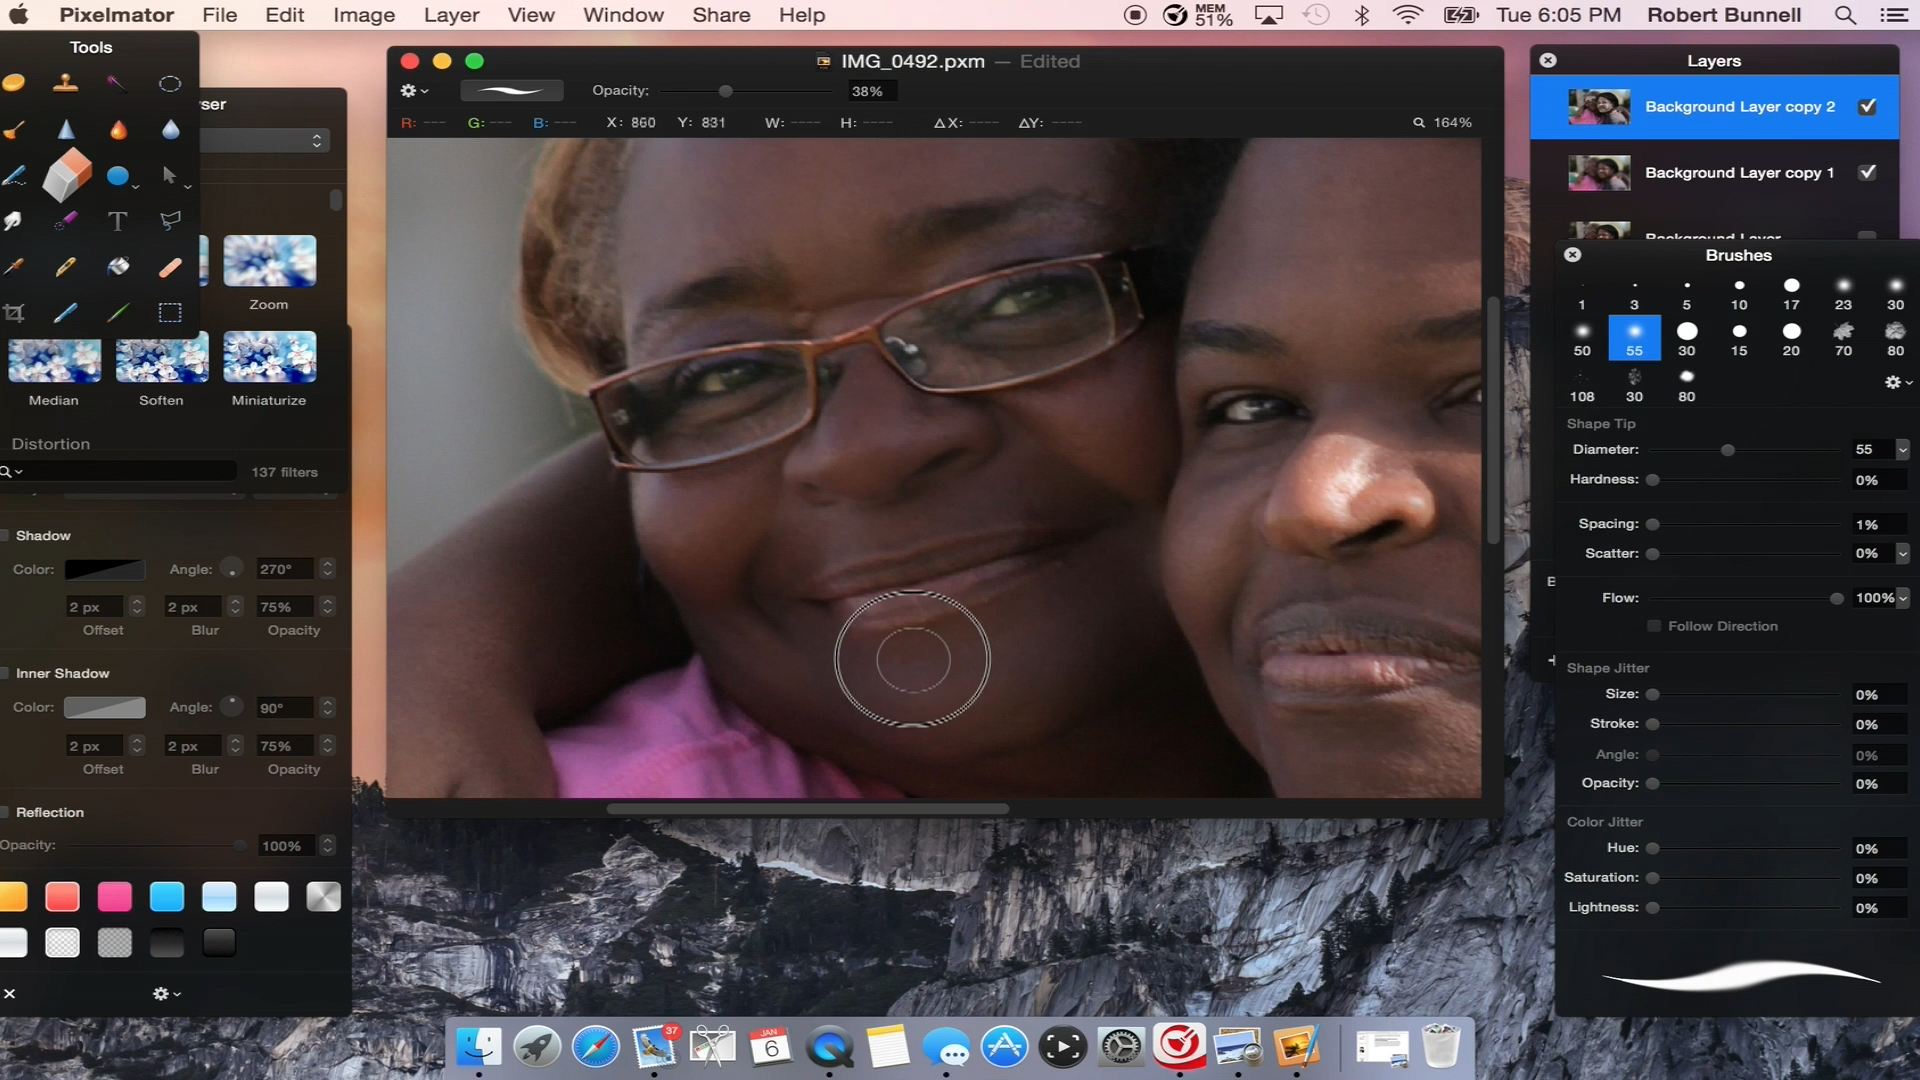 Pixelmator File Edit Image Layer View Window Share Help MEM 51% Tue 6:05 PM Robert Bunnell
Tools
ser
T
Zoom
Median Soften Miniaturize
Distortion
137 filters
Shadow
Color: Angle: 270°
2 px 2 px 75%
Offset Blur Opacity
Inner Shadow
Color: Angle: 90°
2 px 2 px 75%
Offset Blur Opacity
Reflection
Opacity: 100%
IMG_0492.pxm — Edited
Opacity: 38%
R: --- G: --- B: --- X: 860 Y: 831 W: ---- H: ---- ΔX: ---- ΔY: ----
164%
Layers
Background Layer copy 2
Background Layer copy 1
Background Layer
Brushes
1 3 5 10 17 23 30
50 55 30 15 20 70 80
108 30 80
Shape Tip
Diameter: 55
Hardness: 0%
Spacing: 1%
Scatter: 0%
Flow: 100%
Follow Direction
Shape Jitter
Size: 0%
Stroke: 0%
Angle: 0%
Opacity: 0%
Color Jitter
Hue: 0%
Saturation: 0%
Lightness: 0%
B
37
JAN
6